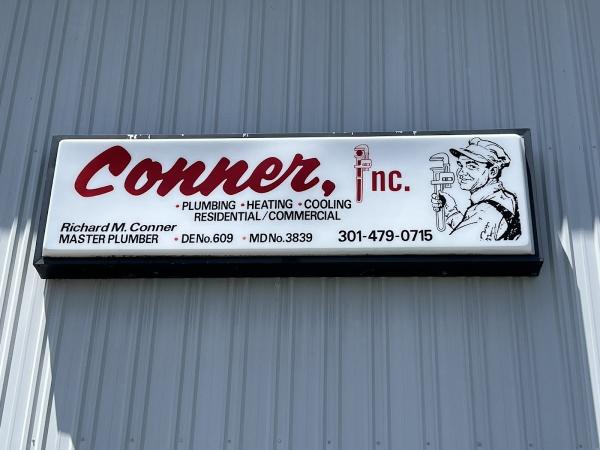 Conner, Inc.
• PLUMBING • HEATING • COOLING
RESIDENTIAL/COMMERCIAL
Richard M. Conner
MASTER PLUMBER • DE No. 609 • MD No. 3839 301-479-0715